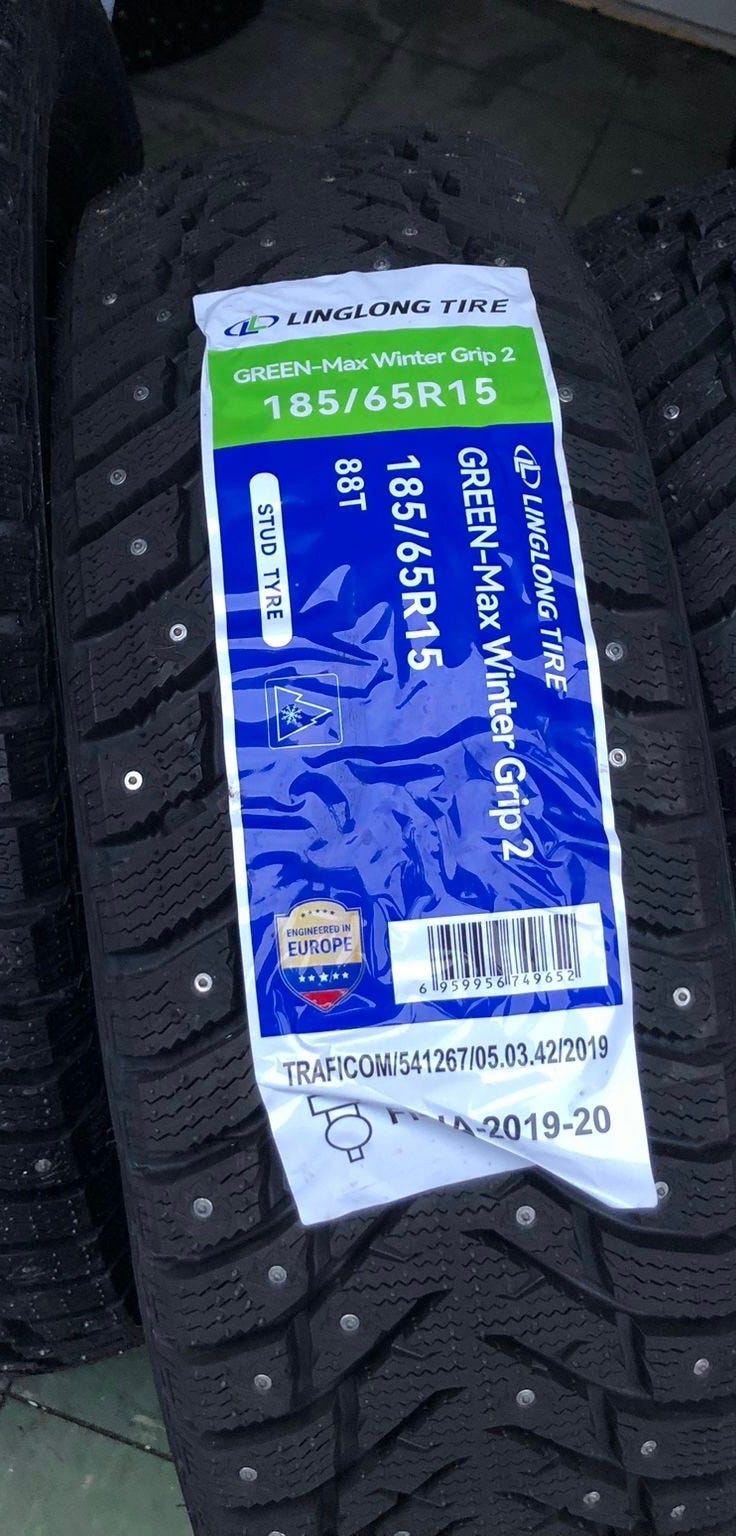 LINGLONG TIRE
GREEN-Max Winter Grip 2
185/65R15
LINGLONG TIRE
GREEN-Max Winter Grip 2
185/65R15
88T
STUD TYRE
ENGINEERED IN
EUROPE
6 959956 749652
TRAFICOM/541267/05.03.42/2019
-2019-20